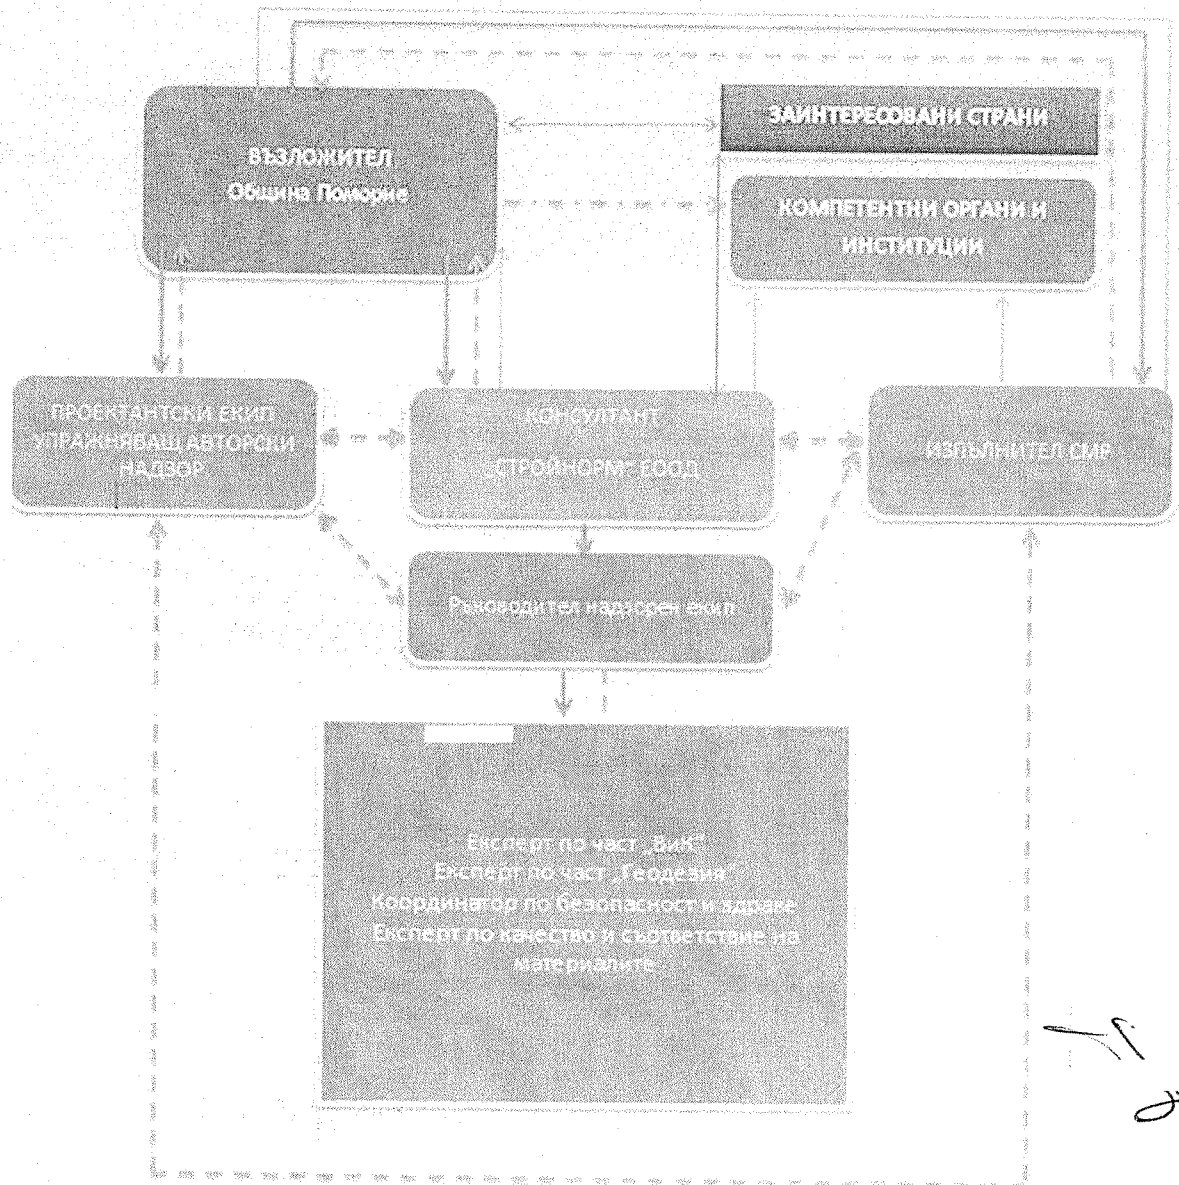 ЗАИНТЕРЕСОВАНИ СТРАНИ
ВЪЗЛОЖИТЕЛ
Община Поморие
КОМПЕТЕНТНИ ОРГАНИ И
ИНСТИТУЦИИ
ПРОЕКТАНТСКИ ЕКИП
УПРАЖНЯВАЩ АВТОРСКИ
НАДЗОР
КОНСУЛТАНТ
„СТРОЙНОРМ“ ЕООД
ИЗПЪЛНИТЕЛ СМР
Ръководител надзорен екип
Експерт по част „ВиК“
Експерт по част „Геодезия“
Координатор по безопасност и здраве
Експерт по качество и съответствие на
материалите